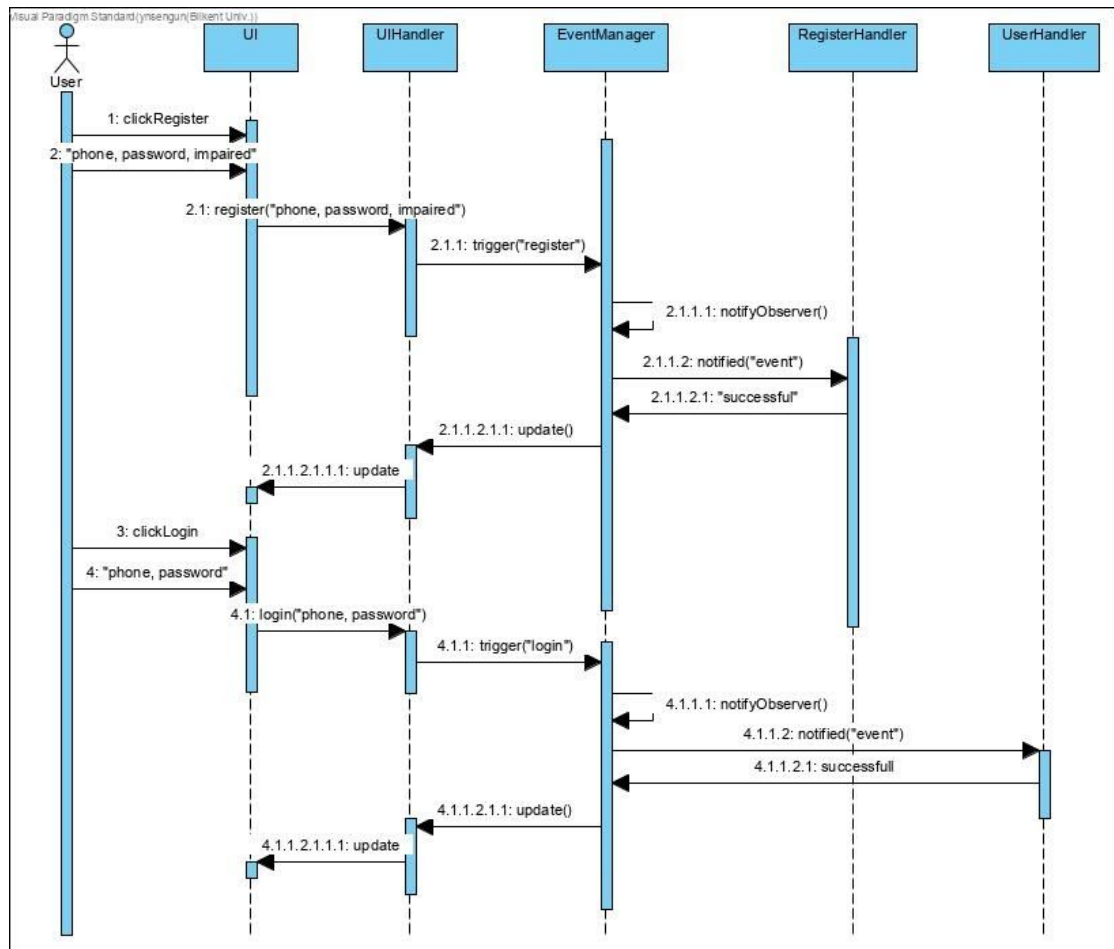 Visual Paradigm Standard(ynsengun(Bilkent Univ.))
User
UI
UIHandler
EventManager
RegisterHandler
UserHandler
1: clickRegister
2: "phone, password, impaired"
2.1: register("phone, password, impaired")
2.1.1: trigger("register")
2.1.1.1: notifyObserver()
2.1.1.2: notified("event")
2.1.1.2.1: "successful"
2.1.1.2.1.1: update()
2.1.1.2.1.1.1: update
3: clickLogin
4: "phone, password"
4.1: login("phone, password")
4.1.1: trigger("login")
4.1.1.1: notifyObserver()
4.1.1.2: notified("event")
4.1.1.2.1: successfull
4.1.1.2.1.1: update()
4.1.1.2.1.1.1: update